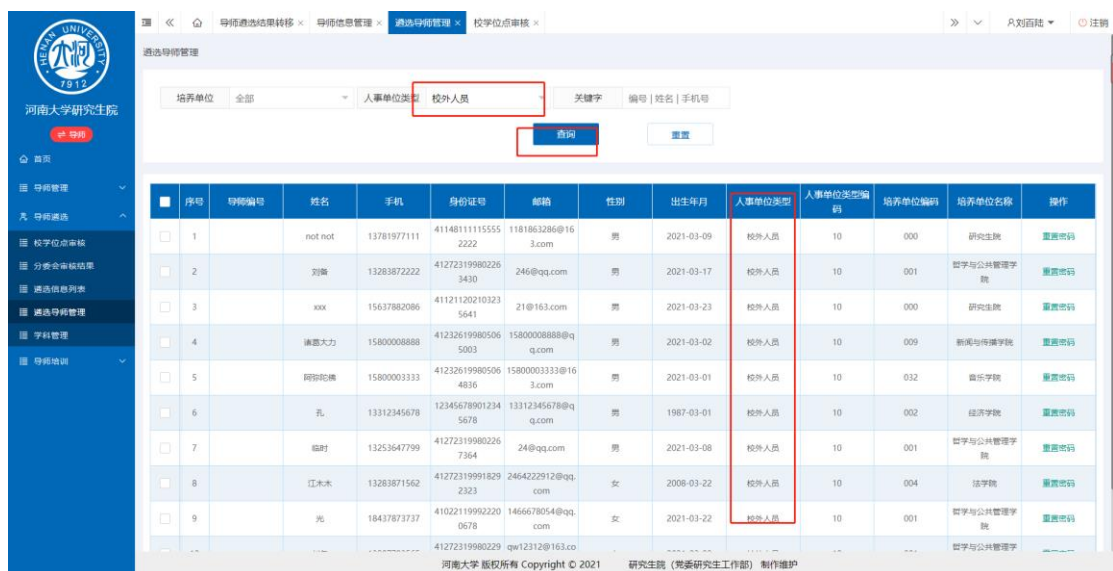 HENAN UNIVERSITY
1912
河南大学研究生院
导师
首页
导师管理
导师遴选
校学位点审核
分委会审核结果
遴选信息列表
遴选导师管理
学科管理
导师培训
导师遴选结果转移 × 导师信息管理 × 遴选导师管理 × 校学位点审核 × 刘百陆 注销
遴选导师管理
培养单位 全部 人事单位类型 校外人员 关键字 编号 | 姓名 | 手机号
查询 重置
序号 导师编号 姓名 手机 身份证号 邮箱 性别 出生年月 人事单位类型 人事单位类型编码 培养单位编码 培养单位名称 操作
1 not not 13781977111 411481111155552222 1181863286@163.com 男 2021-03-09 校外人员 10 000 研究生院 重置密码
2 刘备 13283872222 412723199802263430 246@qq.com 男 2021-03-17 校外人员 10 001 哲学与公共管理学院 重置密码
3 xxx 15637882086 411211202103235641 21@163.com 男 2021-03-23 校外人员 10 000 研究生院 重置密码
4 诸葛大力 15800008888 412326199805065003 15800008888@qq.com 男 2021-03-02 校外人员 10 009 新闻与传播学院 重置密码
5 阿弥陀佛 15800003333 412326199805064836 15800003333@163.com 男 2021-03-01 校外人员 10 032 音乐学院 重置密码
6 孔 13312345678 123456789012345678 13312345678@qq.com 男 1987-03-01 校外人员 10 002 经济学院 重置密码
7 临时 13253647799 412723199802267364 24@qq.com 男 2021-03-08 校外人员 10 001 哲学与公共管理学院 重置密码
8 江木木 13283871562 412723199918292323 2464222912@qq.com 女 2008-03-22 校外人员 10 004 法学院 重置密码
9 光 18437873737 410221199922200678 1466678054@qq.com 女 2021-03-22 校外人员 10 001 哲学与公共管理学院 重置密码
41272319980229 qw12312@163.co 哲学与公共管理学
河南大学 版权所有 Copyright © 2021 研究生院（党委研究生工作部）制作维护